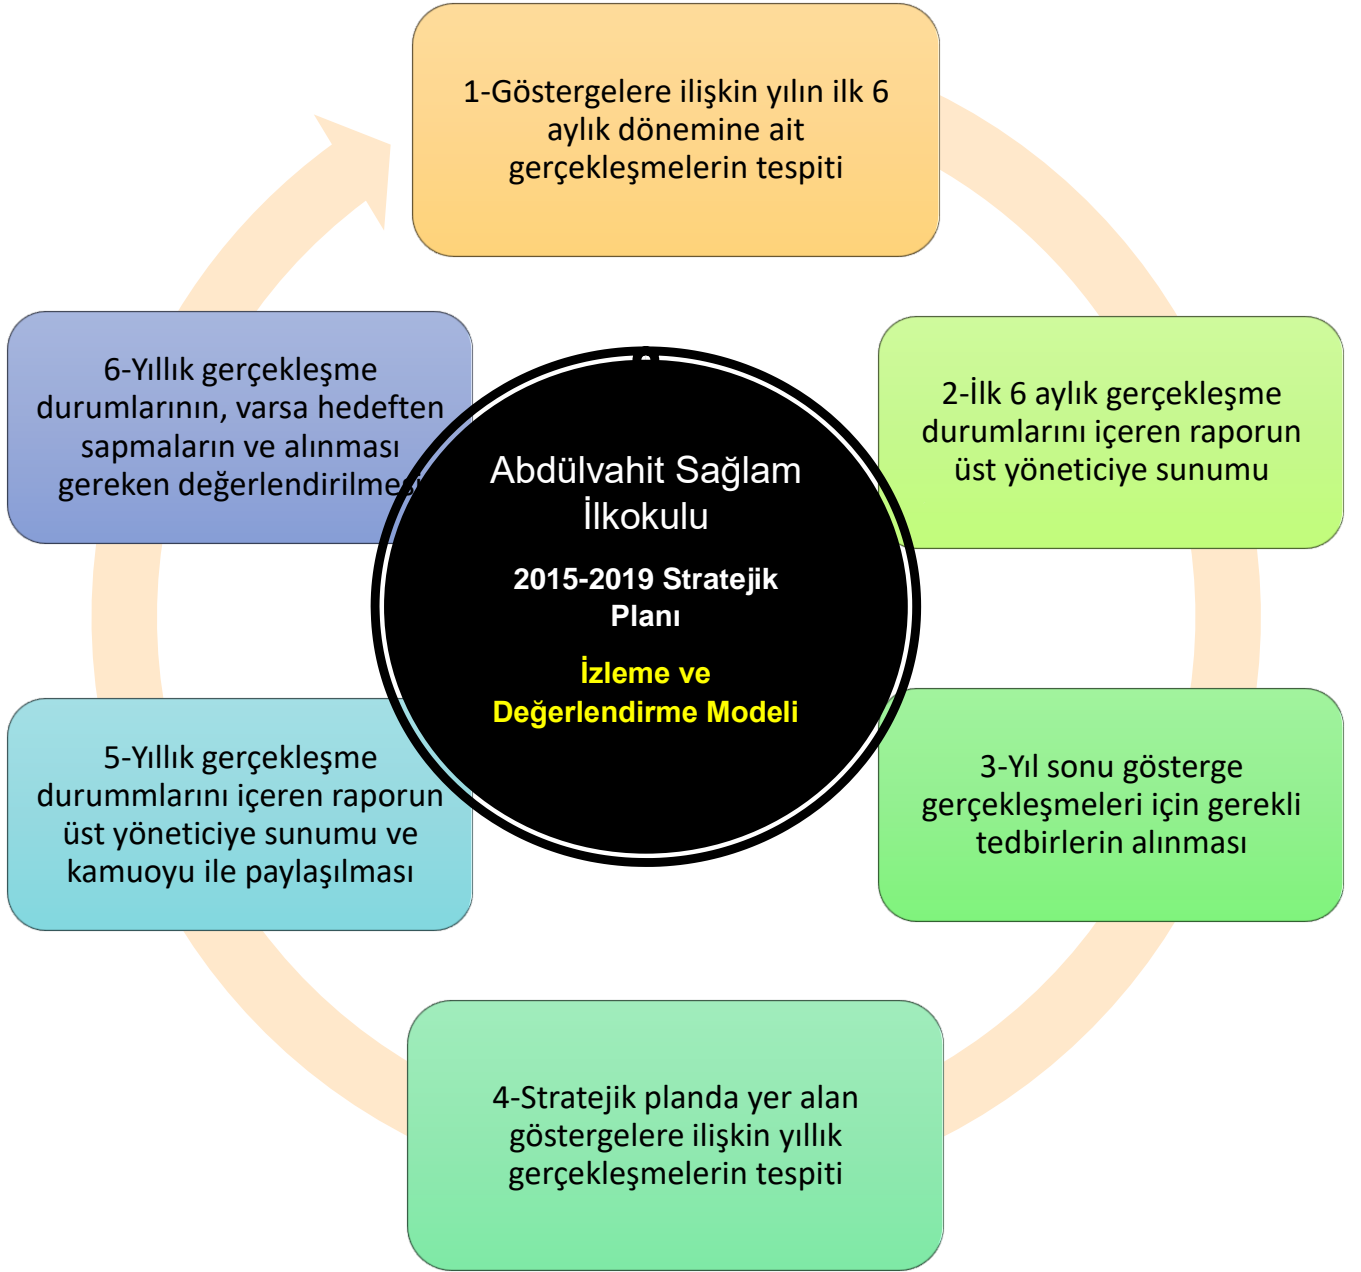 1-Göstergelere ilişkin yılın ilk 6
aylık dönemine ait
gerçekleşmelerin tespiti
2-İlk 6 aylık gerçekleşme
durumlarını içeren raporun
üst yöneticiye sunumu
3-Yıl sonu gösterge
gerçekleşmeleri için gerekli
tedbirlerin alınması
4-Stratejik planda yer alan
göstergelere ilişkin yıllık
gerçekleşmelerin tespiti
5-Yıllık gerçekleşme
durummlarını içeren raporun
üst yöneticiye sunumu ve
kamuoyu ile paylaşılması
6-Yıllık gerçekleşme
durumlarının, varsa hedeften
sapmaların ve alınması
gereken değerlendirilmesi
Abdülvahit Sağlam
İlkokulu
2015-2019 Stratejik
Planı
İzleme ve
Değerlendirme Modeli